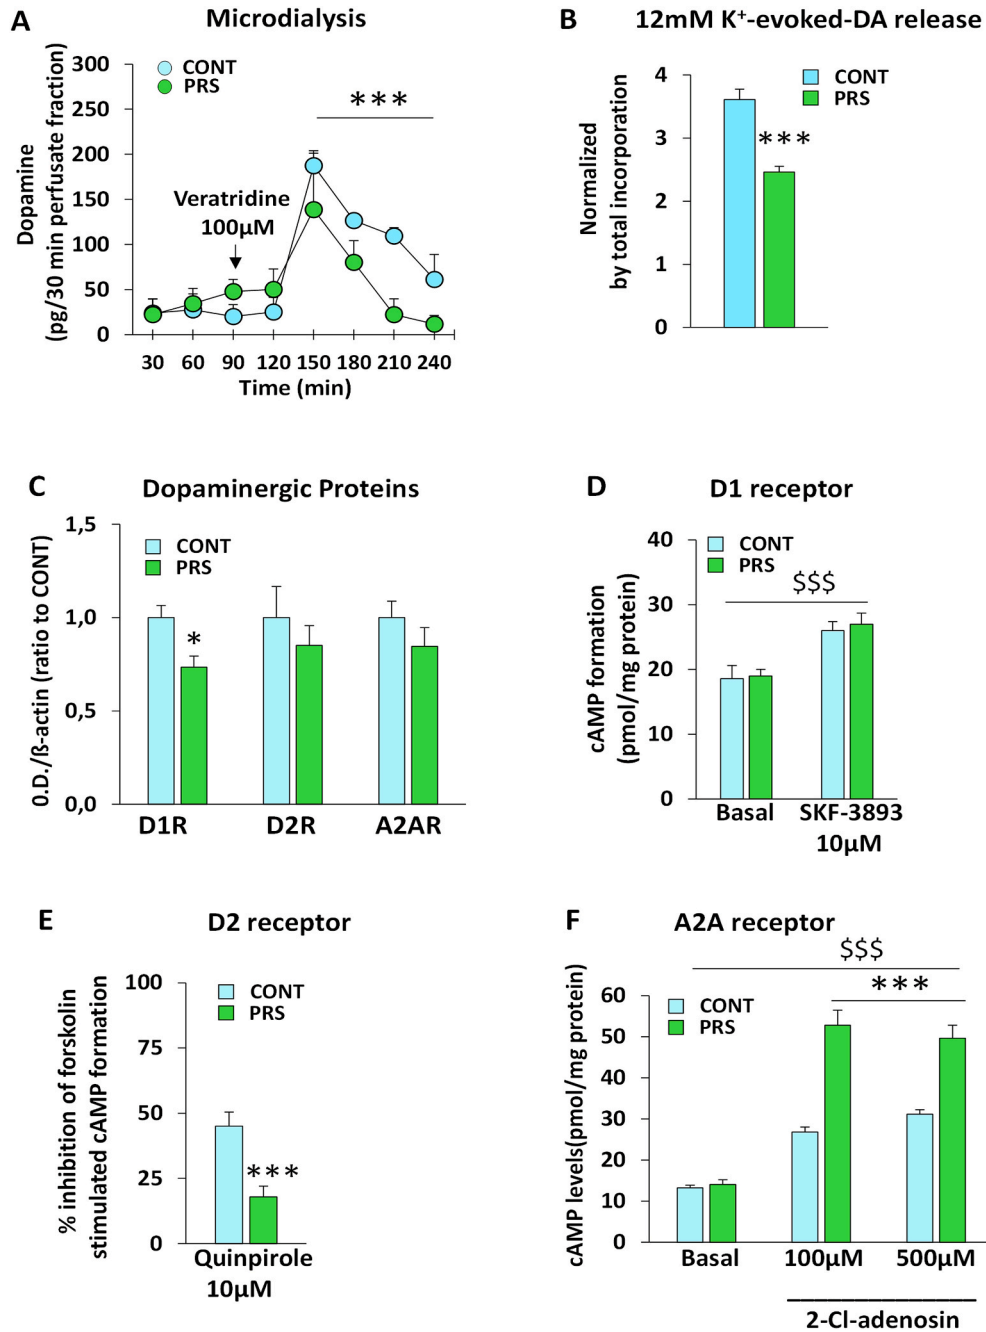 A
Microdialysis
CONT
PRS
***
Dopamine
(pg/30 min perfusate fraction)
300
250
200
150
100
50
0
Veratridine
100μM
30 60 90 120 150 180 210 240
Time (min)
B
12mM K⁺-evoked-DA release
CONT
PRS
***
Normalized
by total incorporation
4
3
2
1
0
C
Dopaminergic Proteins
CONT
PRS
*
0.D./ß-actin (ratio to CONT)
1,5
1,0
0,5
0,0
D1R D2R A2AR
D
D1 receptor
CONT
PRS
$$$
cAMP formation
(pmol/mg protein)
40
30
20
10
0
Basal SKF-3893
10μM
E
D2 receptor
CONT
PRS
***
% inhibition of forskolin
stimulated cAMP formation
100
75
50
25
0
Quinpirole
10μM
F
A2A receptor
$$$
***
CONT
PRS
cAMP levels(pmol/mg protein)
60
50
40
30
20
10
0
Basal 100μM 500μM
2-Cl-adenosin